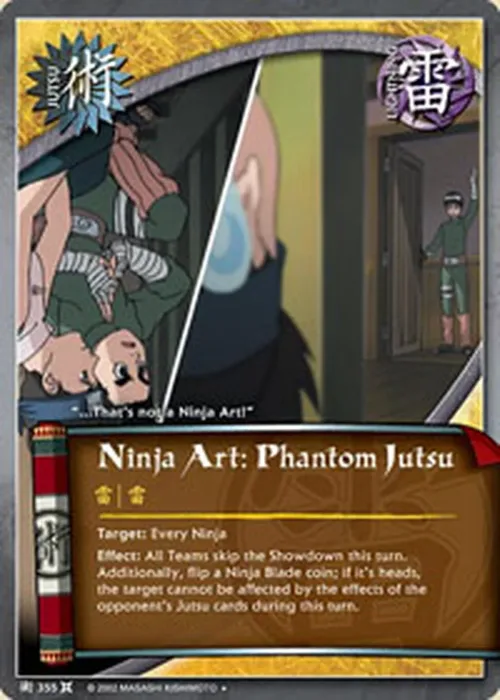 JUTSU 術
LIGHTNING 雷
"...That's not a Ninja Art!"
Ninja Art: Phantom Jutsu
雷 | 雷
Target: Every Ninja
Effect: All Teams skip the Showdown this turn.
Additionally, flip a Ninja Blade coin; if it's heads,
the target cannot be affected by the effects of the
opponent's Jutsu cards during this turn.
術 355 © 2002 MASASHI KISHIMOTO